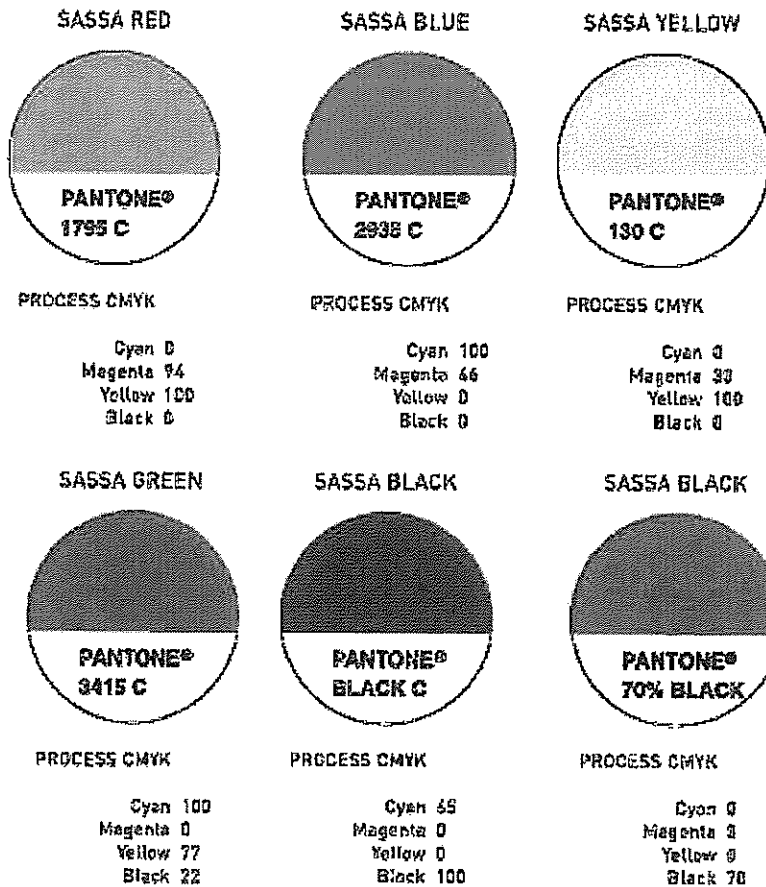 SASSA RED
PANTONE®
1795 C
PROCESS CMYK
Cyan 0
Magenta 94
Yellow 100
Black 0
SASSA BLUE
PANTONE®
2935 C
PROCESS CMYK
Cyan 100
Magenta 46
Yellow 0
Black 0
SASSA YELLOW
PANTONE®
130 C
PROCESS CMYK
Cyan 0
Magenta 30
Yellow 100
Black 0
SASSA GREEN
PANTONE®
3415 C
PROCESS CMYK
Cyan 100
Magenta 0
Yellow 77
Black 22
SASSA BLACK
PANTONE®
BLACK C
PROCESS CMYK
Cyan 65
Magenta 0
Yellow 0
Black 100
SASSA BLACK
PANTONE®
70% BLACK
PROCESS CMYK
Cyan 0
Magenta 0
Yellow 0
Black 70